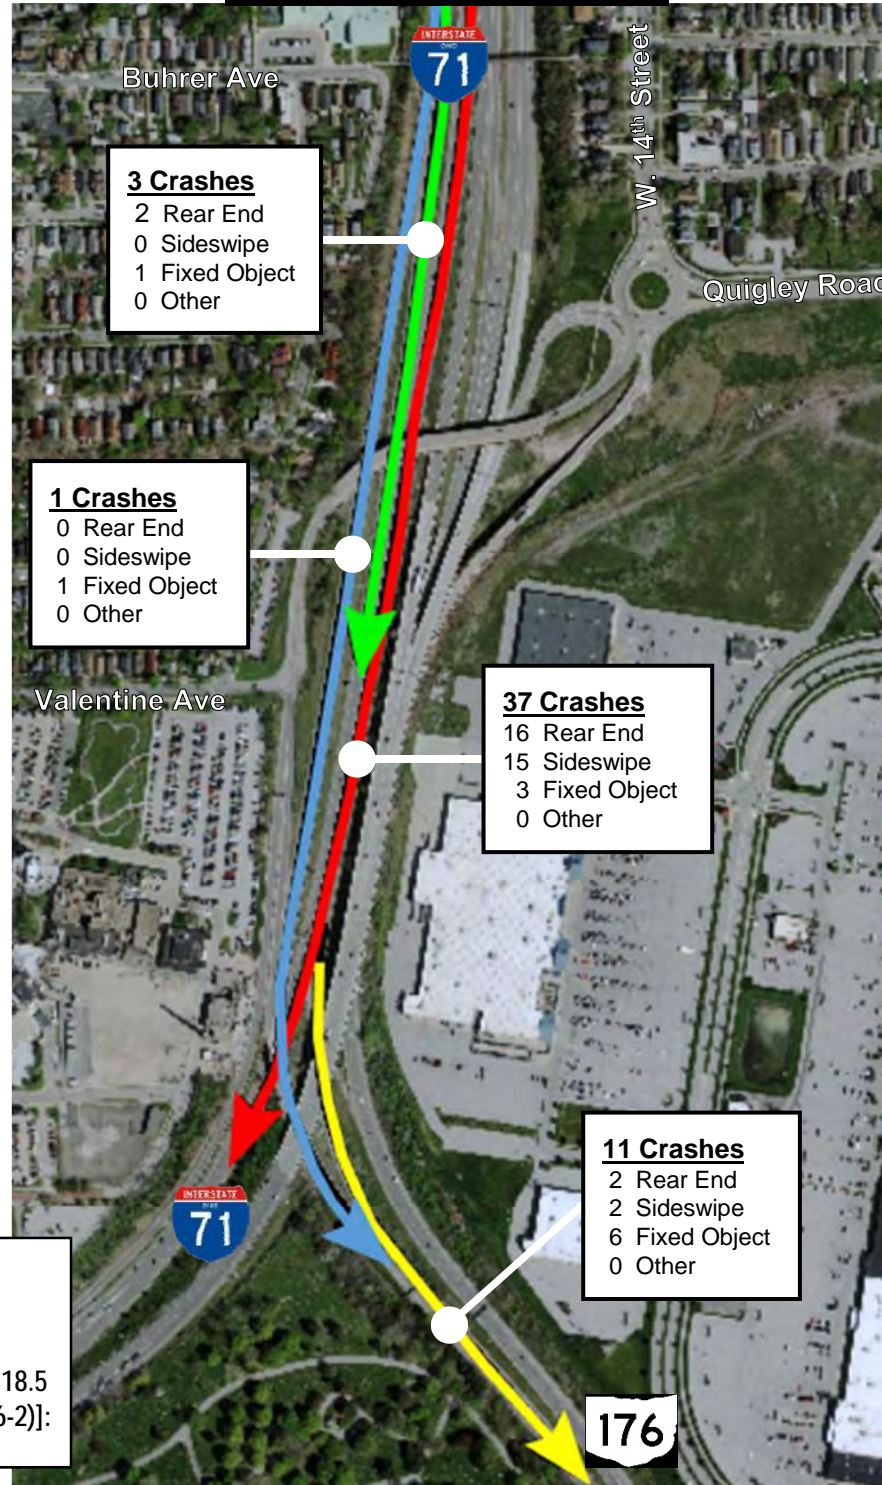 INTERSTATE
OHIO
71
Buhrer Ave
W. 14th Street
3 Crashes
2 Rear End
0 Sideswipe
1 Fixed Object
0 Other
Quigley Road
1 Crashes
0 Rear End
0 Sideswipe
1 Fixed Object
0 Other
Valentine Ave
37 Crashes
16 Rear End
15 Sideswipe
3 Fixed Object
0 Other
11 Crashes
2 Rear End
2 Sideswipe
6 Fixed Object
0 Other
INTERSTATE
OHIO
71
18.5
6-2)]:
176